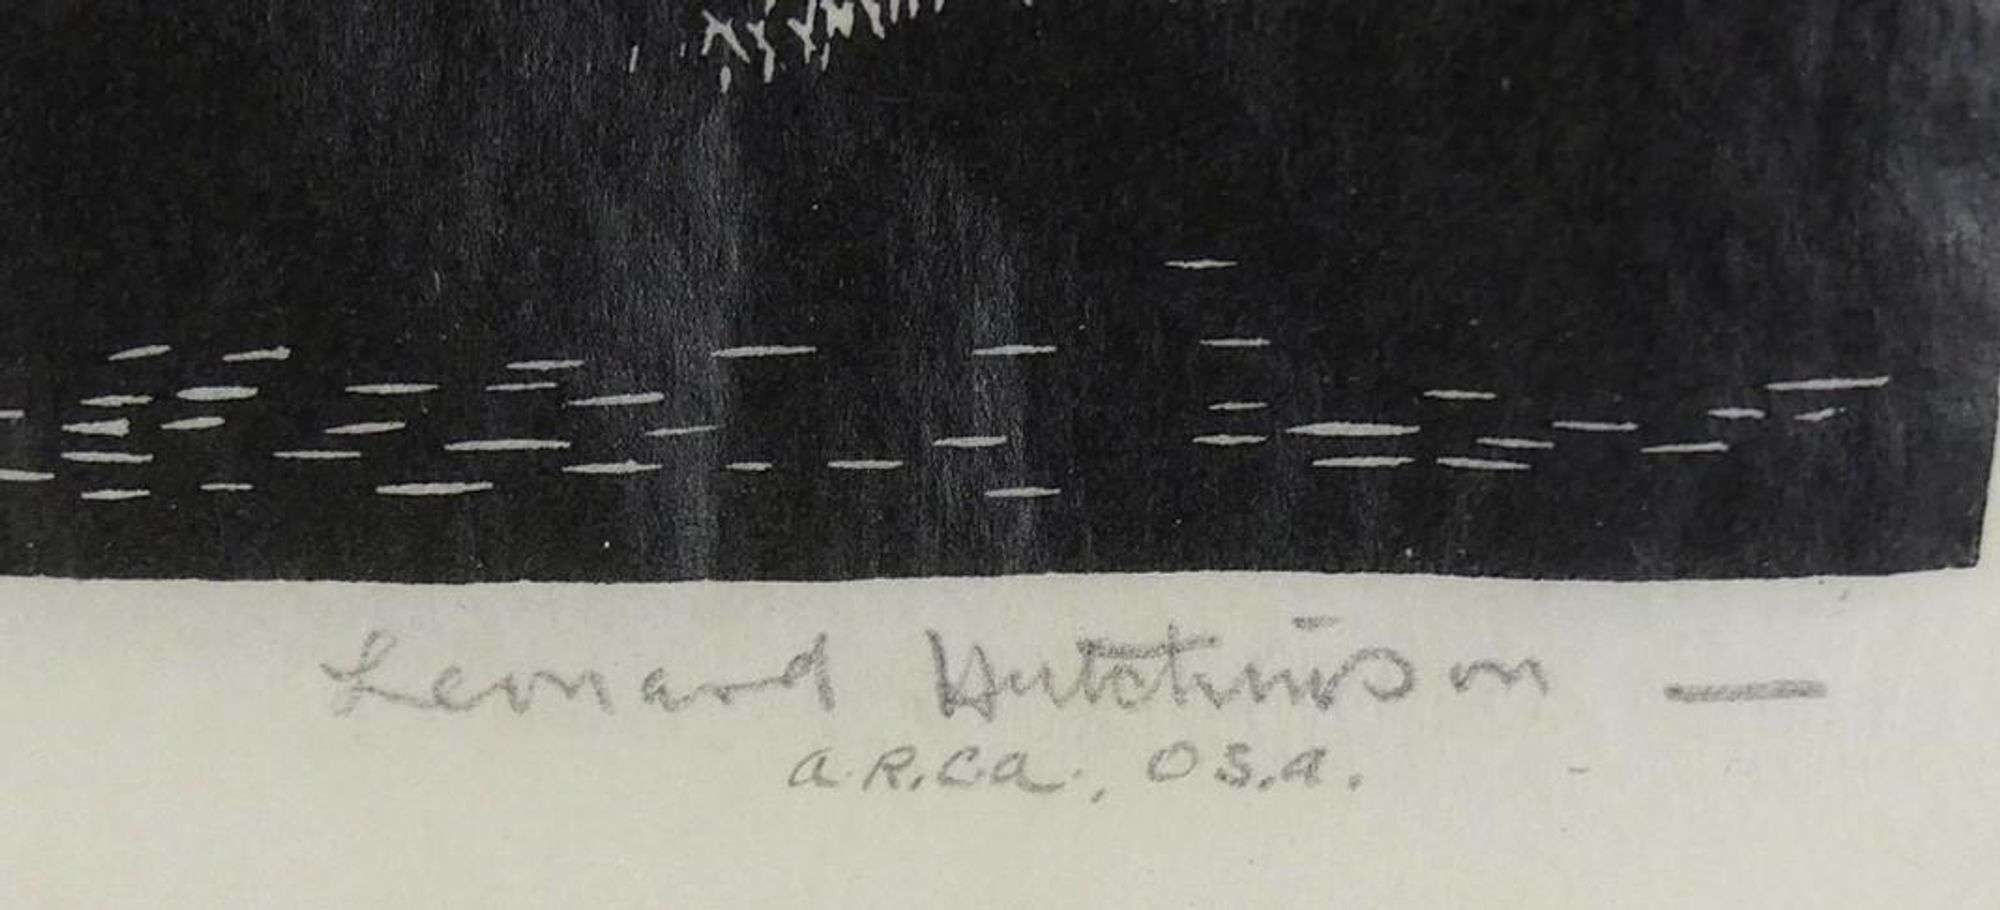 Leonard Hutchinson —
A.R.C.A., O.S.A.